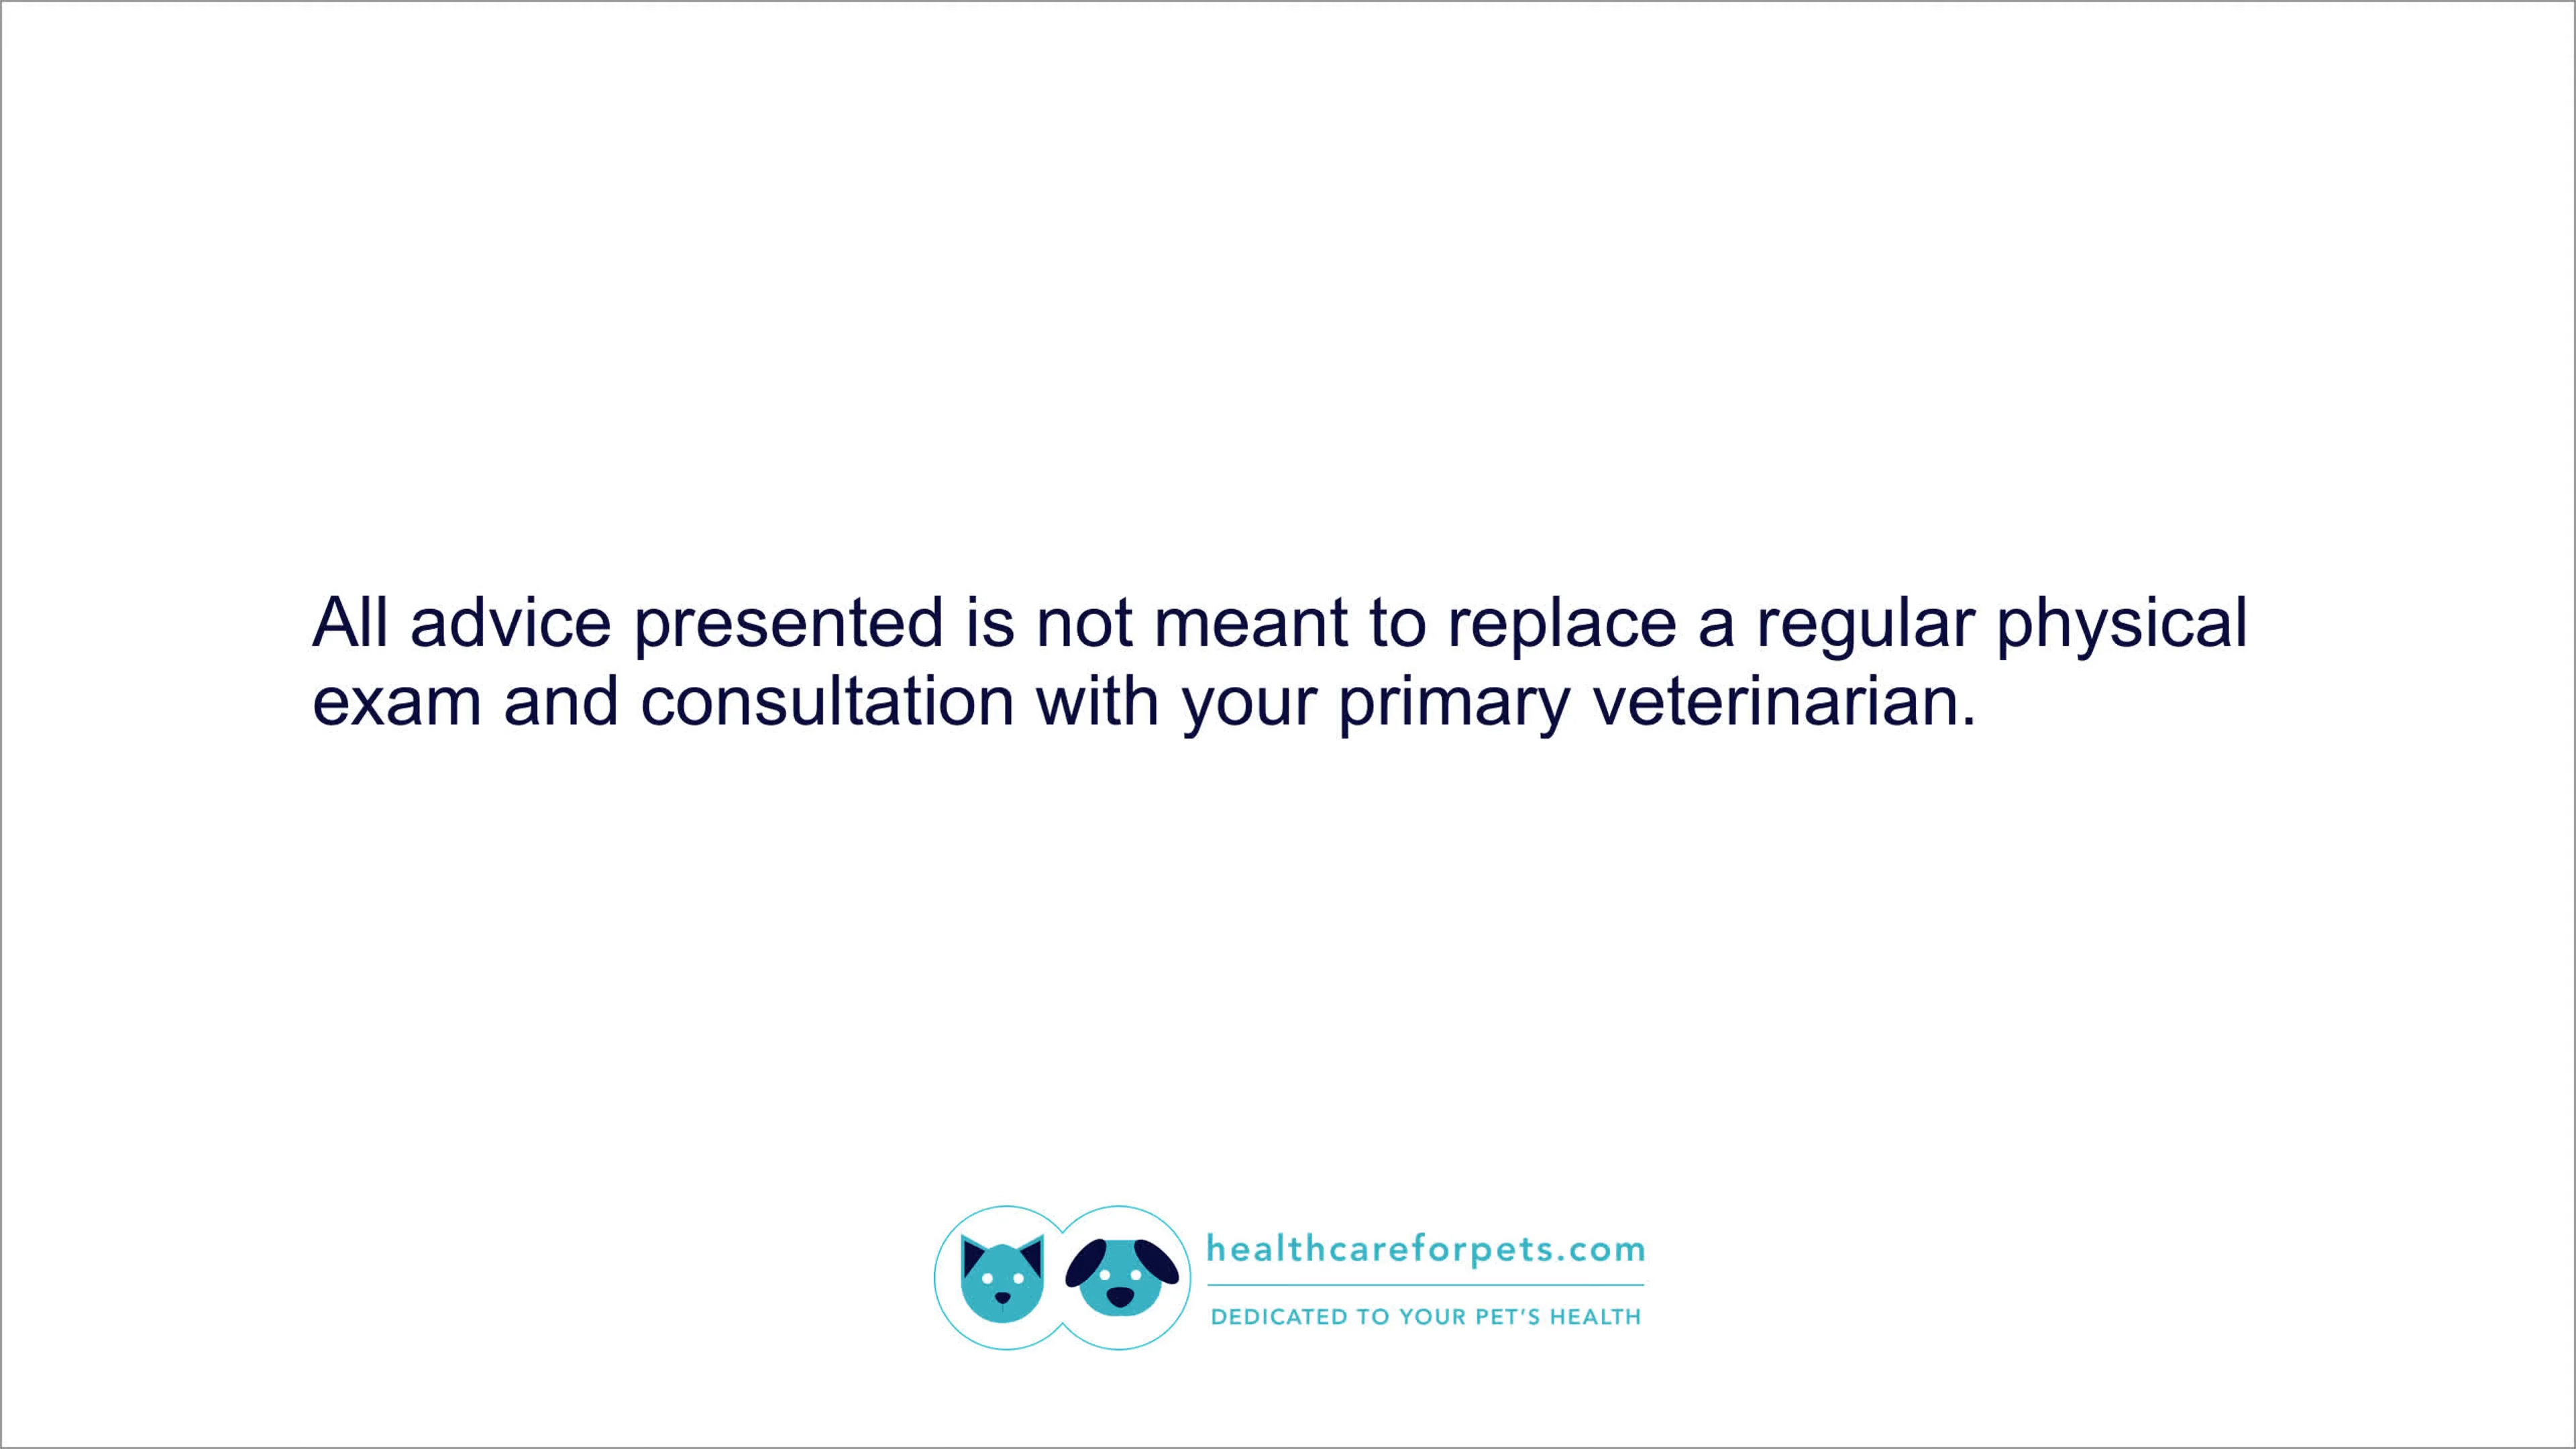 All advice presented is not meant to replace a regular physical
exam and consultation with your primary veterinarian.
healthcareforpets.com
DEDICATED TO YOUR PET'S HEALTH